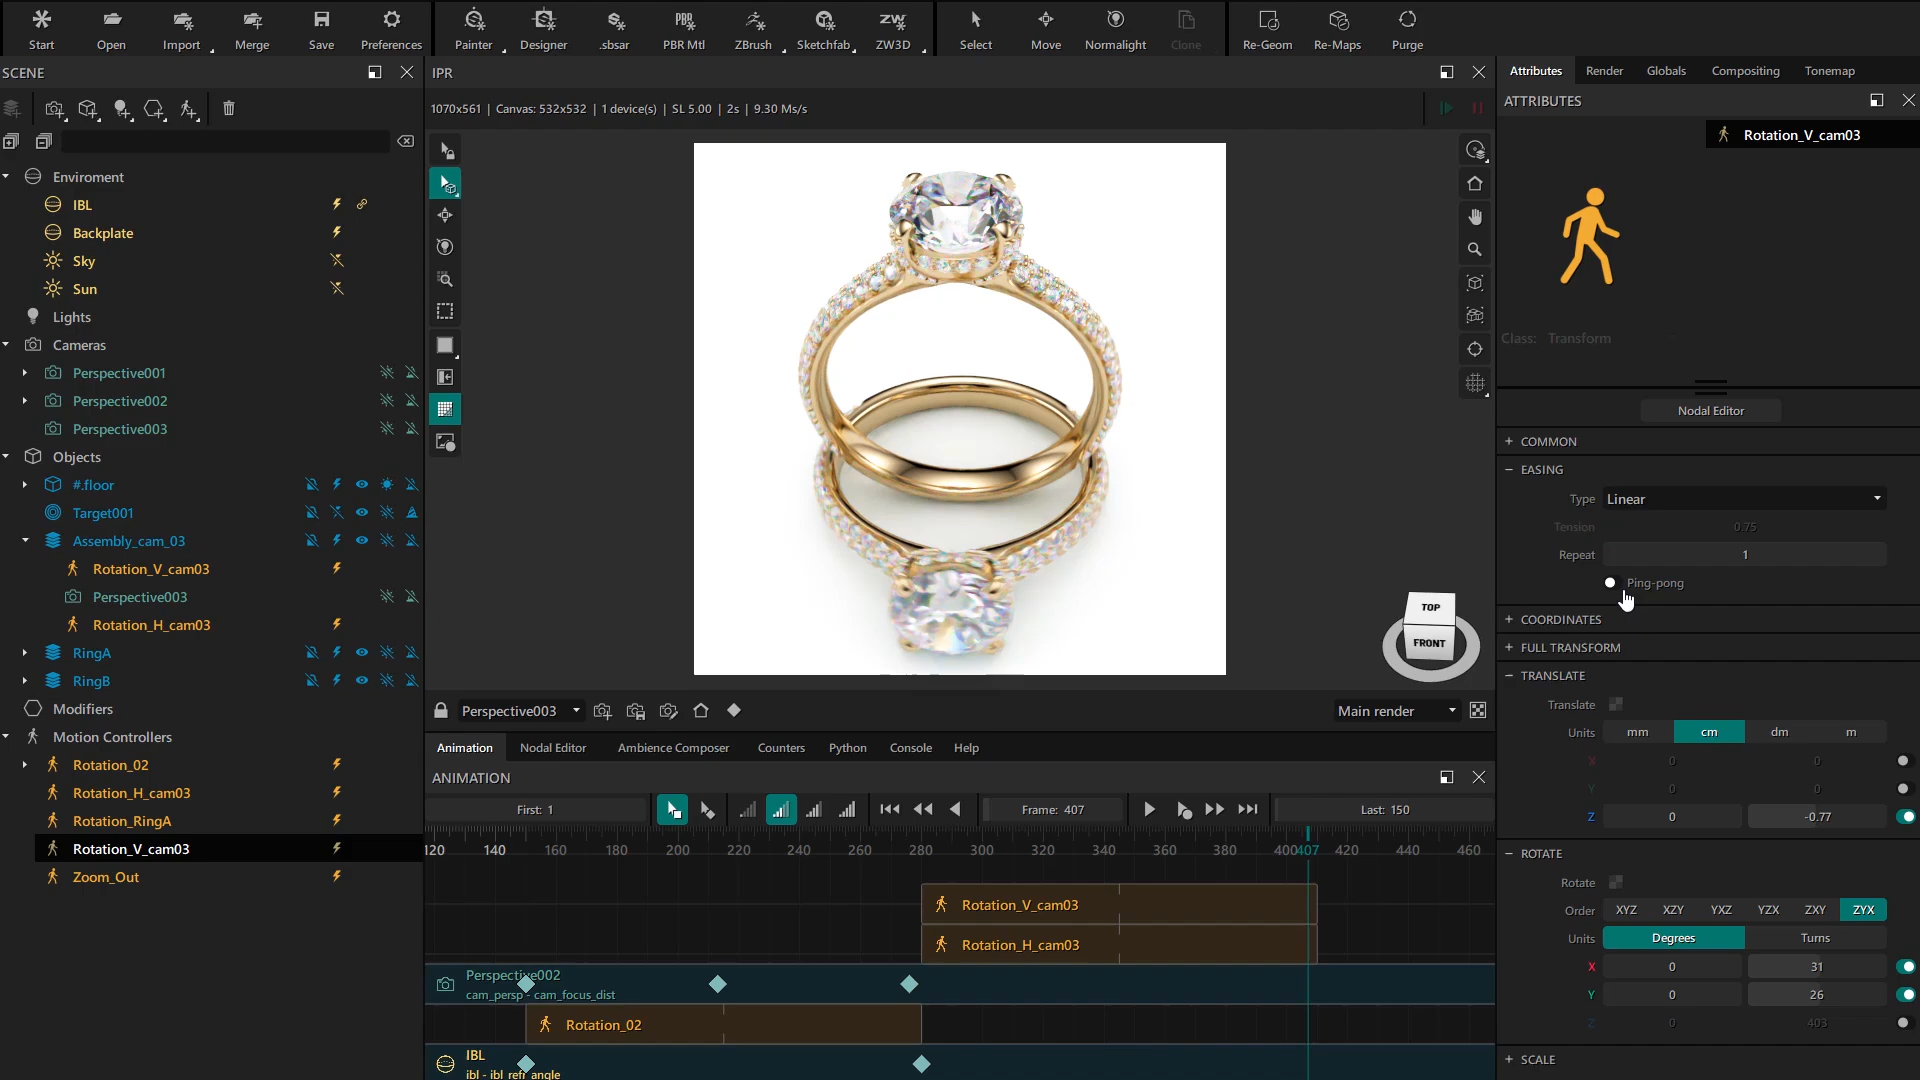 Start Open Import Merge Save Preferences Painter Designer .sbsar PBR Mtl ZBrush Sketchfab ZW3D Select Move Normalight Clone Re-Geom Re-Maps Purge
SCENE
Enviroment
IBL
Backplate
Sky
Sun
Lights
Cameras
Perspective001
Perspective002
Perspective003
Objects
#.floor
Target001
Assembly_cam_03
Rotation_V_cam03
Perspective003
Rotation_H_cam03
RingA
RingB
Modifiers
Motion Controllers
Rotation_02
Rotation_H_cam03
Rotation_RingA
Rotation_V_cam03
Zoom_Out
IPR
1070x561 | Canvas: 532x532 | 1 device(s) | SL 5.00 | 2s | 9.30 Ms/s
TOP
FRONT
Perspective003 Main render
Animation Nodal Editor Ambience Composer Counters Python Console Help
ANIMATION
First: 1 Frame: 407 Last: 150
120 140 160 180 200 220 240 260 280 300 320 340 360 380 400 407 420 440 460
Rotation_V_cam03
Rotation_H_cam03
Perspective002
cam_persp - cam_focus_dist
Rotation_02
IBL
ibl - ibl_refr_angle
Attributes Render Globals Compositing Tonemap
ATTRIBUTES
Rotation_V_cam03
Class: Transform
Nodal Editor
+ COMMON
− EASING
Type Linear
Tension 0.75
Repeat 1
Ping-pong
+ COORDINATES
+ FULL TRANSFORM
− TRANSLATE
Translate
Units mm cm dm m
X 0 0
Y 0 0
Z 0 -0.77
− ROTATE
Rotate
Order XYZ XZY YXZ YZX ZXY ZYX
Units Degrees Turns
X 0 31
Y 0 26
Z 0 403
+ SCALE